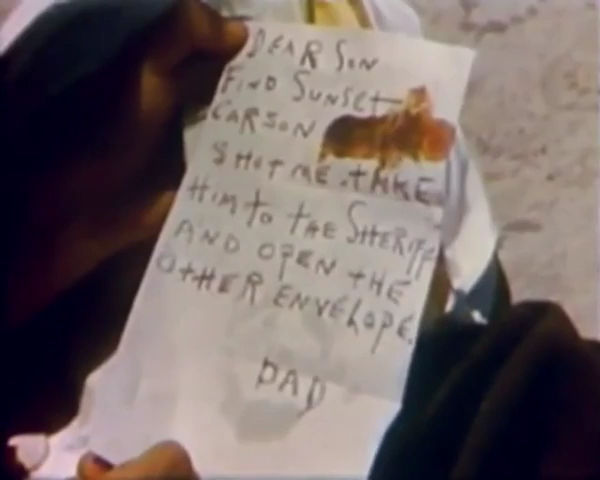 DEAR SON
FIND SUNSET
CARSON
SHOT ME. TAKE
HIM to tHE SHERIFF
AND OPEN tHE
OtHER ENVELOPE.
DAD